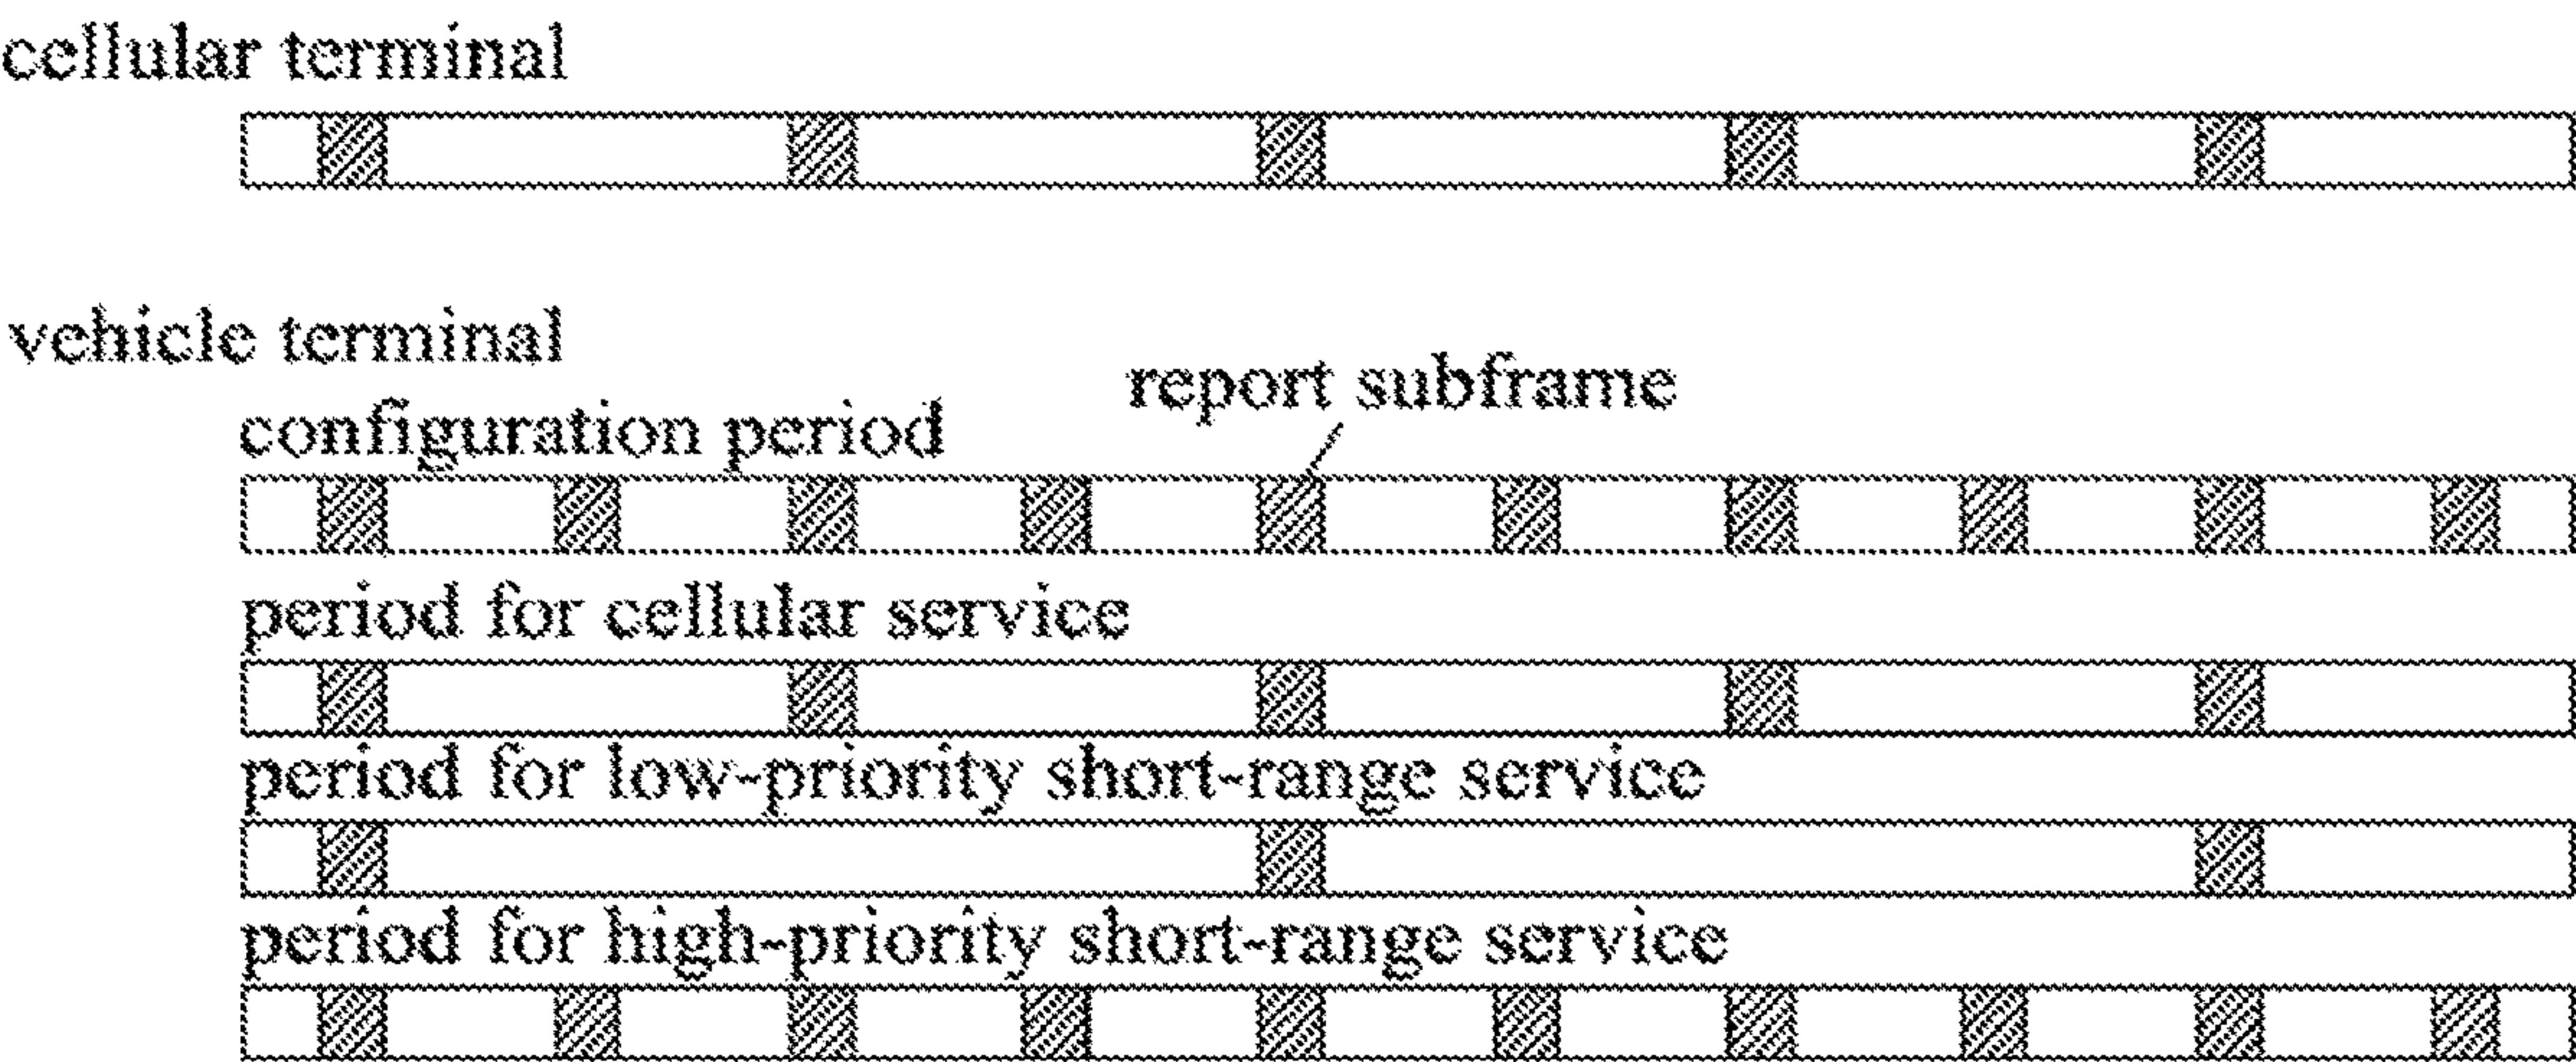 cellular terminal
vehicle terminal
report subframe
configuration period
period for cellular service
period for low-priority short-range service
period for high-priority short-range service